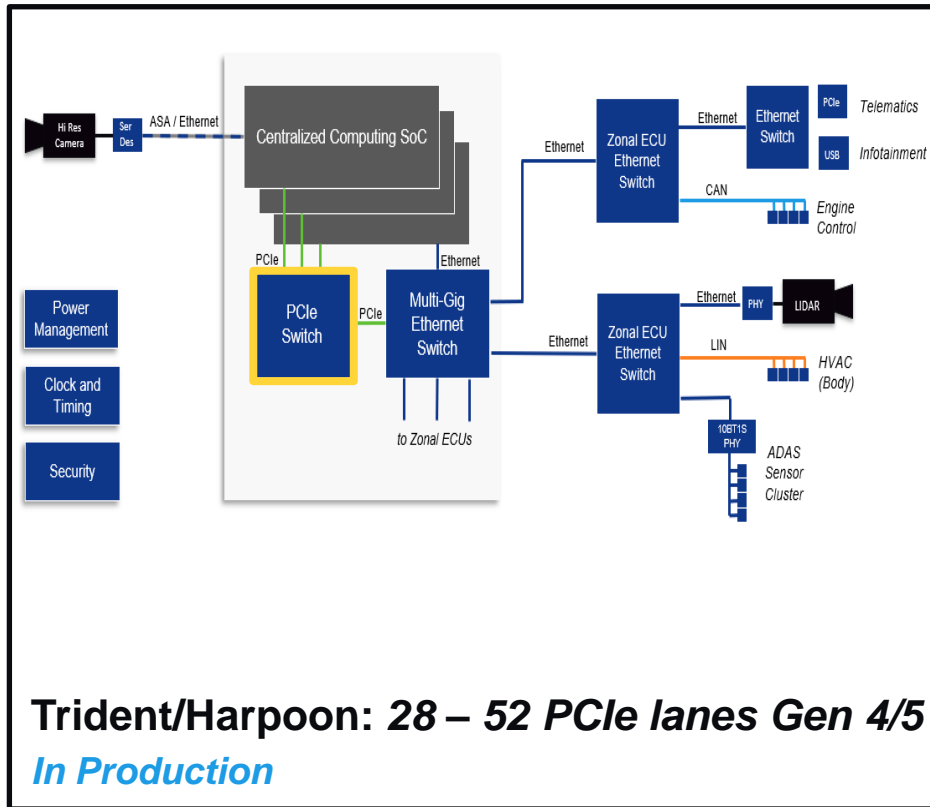 Hi Res
Camera
Ser
Des
ASA / Ethernet
Centralized Computing SoC
PCIe
Ethernet
PCIe
Switch
PCIe
Multi-Gig
Ethernet
Switch
to Zonal ECUs
Power
Management
Clock and
Timing
Security
Ethernet
Zonal ECU
Ethernet
Switch
Ethernet
Ethernet
Switch
PCIe
Telematics
USB
Infotainment
CAN
Engine
Control
Ethernet
Zonal ECU
Ethernet
Switch
Ethernet
PHY
LIDAR
LIN
HVAC
(Body)
10BT1S
PHY
ADAS
Sensor
Cluster
Trident/Harpoon: 28 – 52 PCIe lanes Gen 4/5
In Production